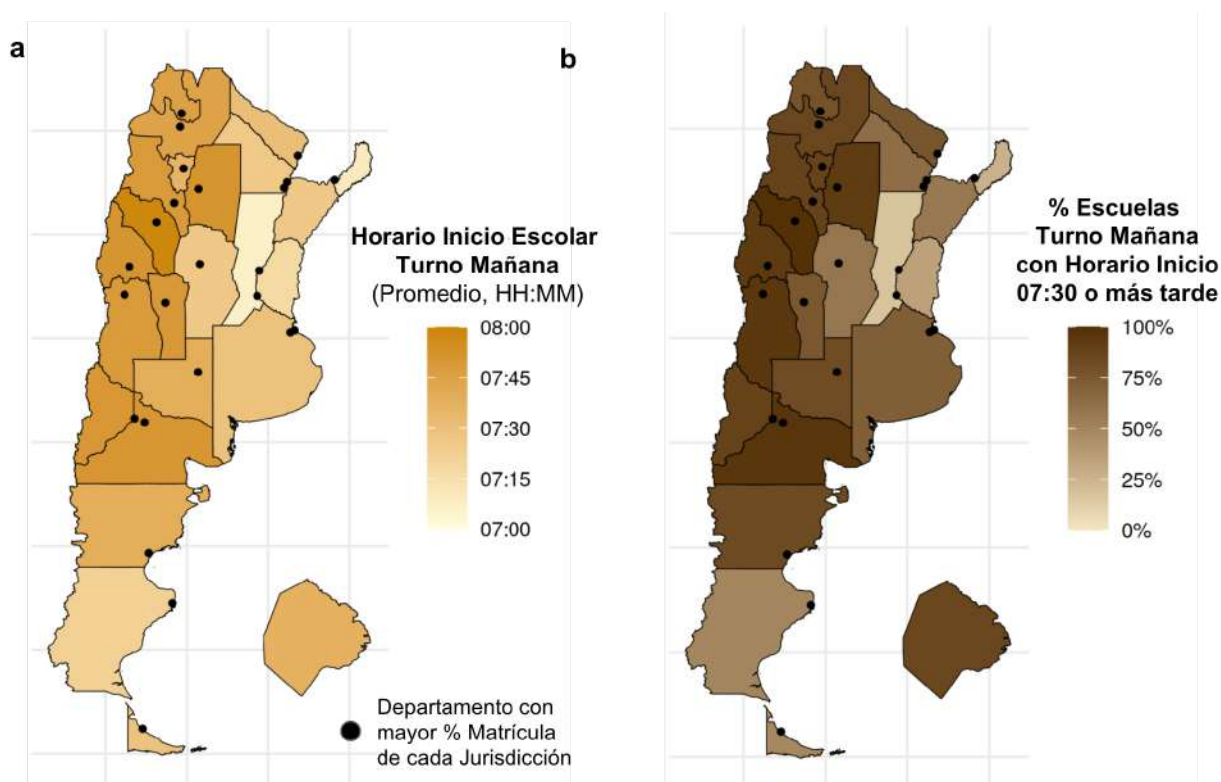 a
Horario Inicio Escolar
Turno Mañana
(Promedio, HH:MM)
08:00
07:45
07:30
07:15
07:00
Departamento con
mayor % Matrícula
de cada Jurisdicción
b
% Escuelas
Turno Mañana
con Horario Inicio
07:30 o más tarde
100%
75%
50%
25%
0%